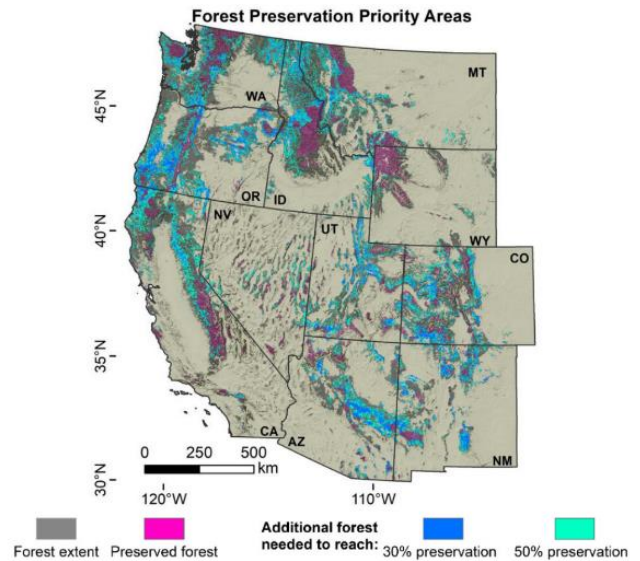 Forest Preservation Priority Areas
MT
45°N
WA
OR
ID
NV
UT
WY
40°N
CO
35°N
CA
AZ
NM
0 250 500
km
30°N
120°W 110°W
Forest extent
Preserved forest
Additional forest
needed to reach:
30% preservation
50% preservation